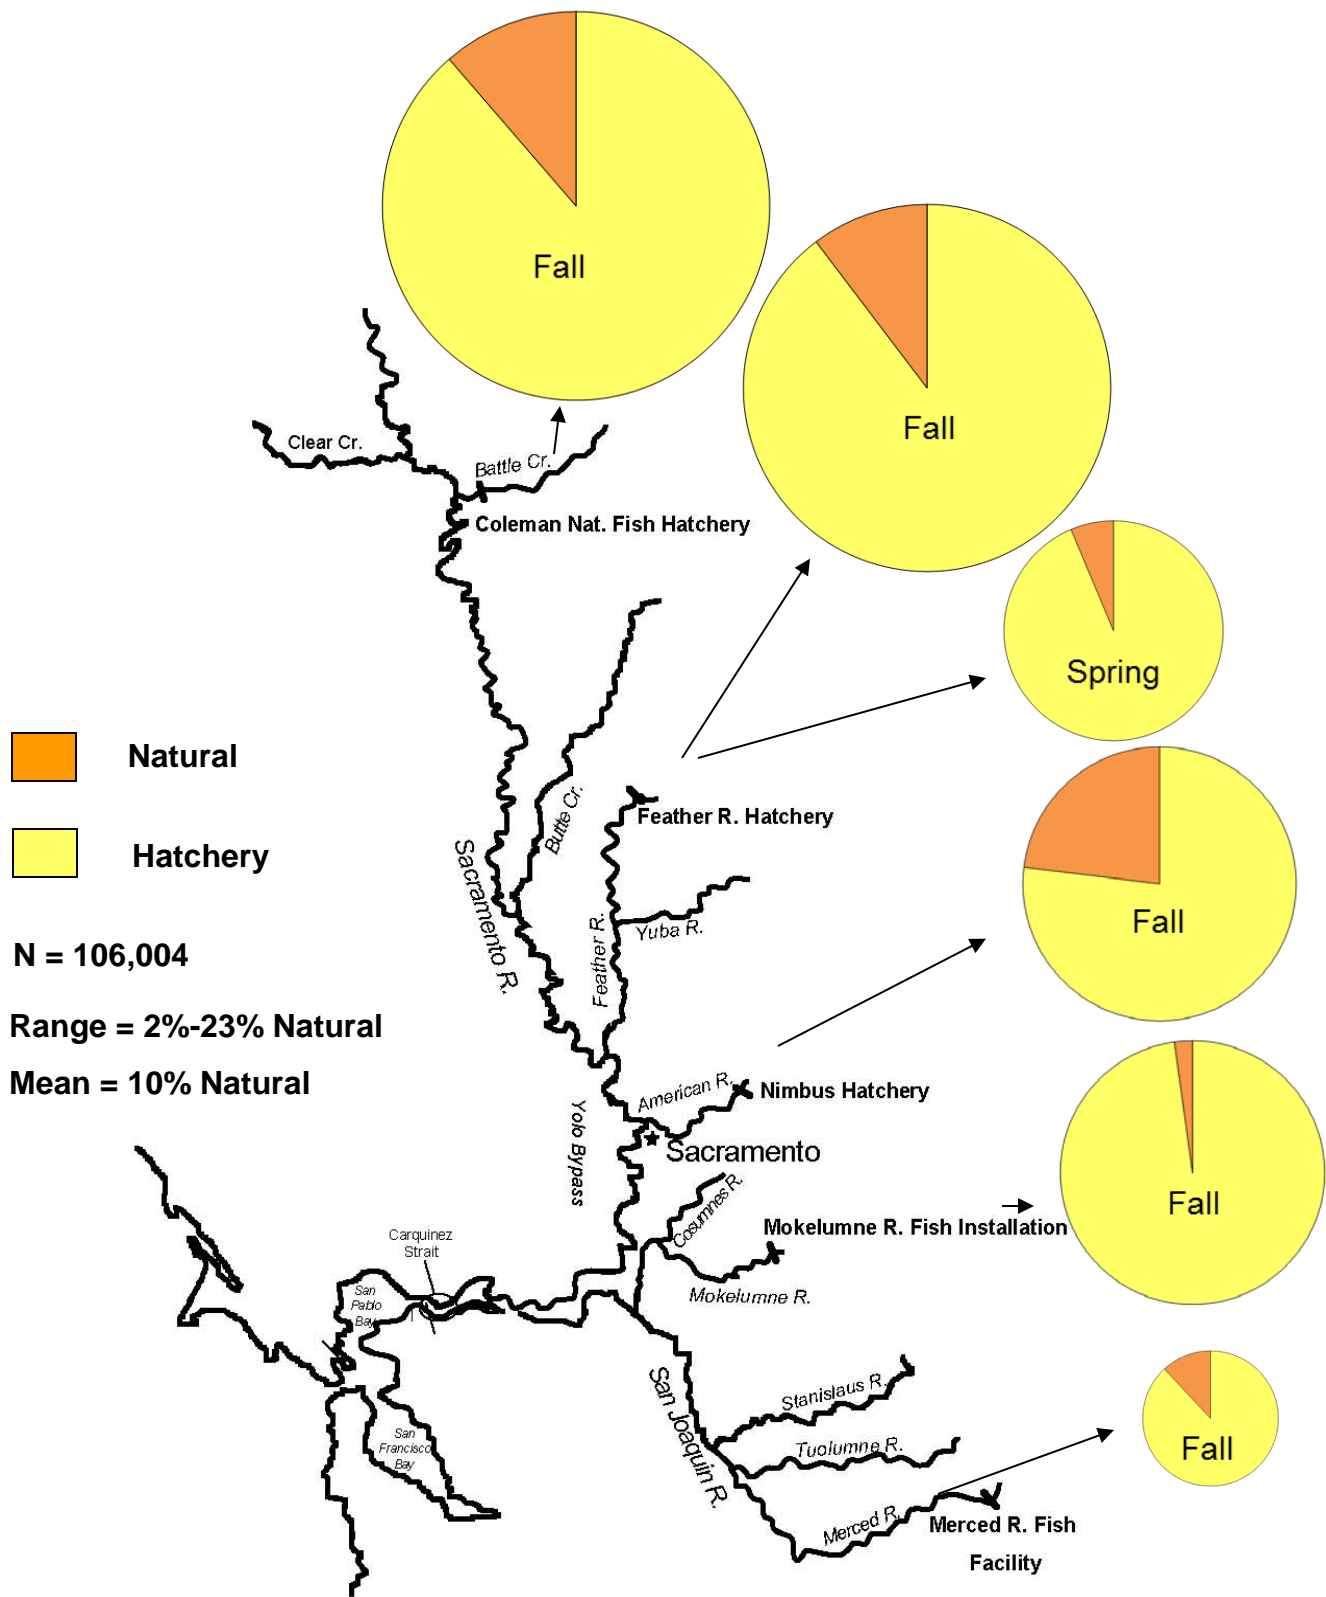 Fall
Fall
Clear Cr.
Battle Cr.
Coleman Nat. Fish Hatchery
Spring
Natural
Butte Cr.
Feather R. Hatchery
Hatchery
Sacramento R.
Fall
Feather R.
Yuba R.
N = 106,004
Range = 2%-23% Natural
Mean = 10% Natural
American R.
Nimbus Hatchery
Yolo Bypass
Sacramento
Cosumnes R.
Fall
Mokelumne R. Fish Installation
Carquinez
Strait
San
Pablo
Bay
Mokelumne R.
San Joaquin R.
Stanislaus R.
San
Francisco
Bay
Tuolumne R.
Fall
Merced R.
Merced R. Fish
Facility